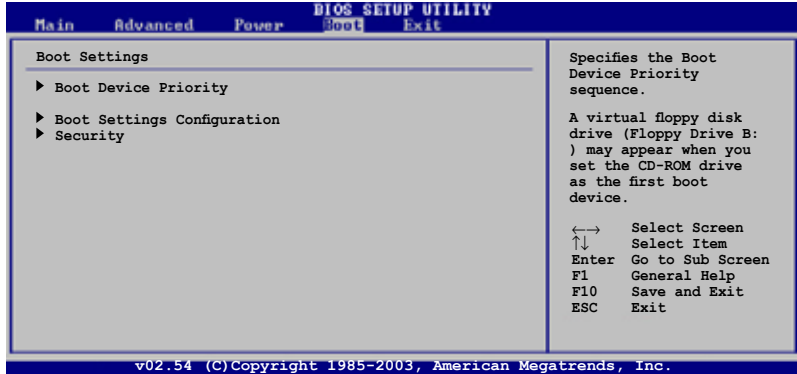 BIOS SETUP UTILITY
Main Advanced Power Boot Exit
Boot Settings
Boot Device Priority
Boot Settings Configuration
Security
Specifies the Boot
Device Priority
sequence.
A virtual floppy disk
drive (Floppy Drive B:
) may appear when you
set the CD-ROM drive
as the first boot
device.
←→ Select Screen
↑↓ Select Item
Enter Go to Sub Screen
F1 General Help
F10 Save and Exit
ESC Exit
v02.54 (C)Copyright 1985-2003, American Megatrends, Inc.